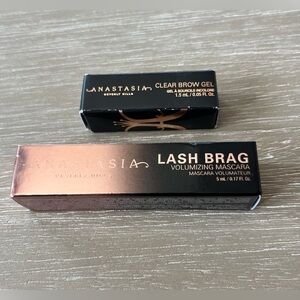 ANASTASIA
BEVERLY HILLS
CLEAR BROW GEL
GEL À SOURCILS INCOLORE
1.5 mL / 0.05 Fl. Oz.
ANASTASIA
BEVERLY HILLS
LASH BRAG
VOLUMIZING MASCARA
MASCARA VOLUMATEUR
5 mL / 0.17 Fl. Oz.